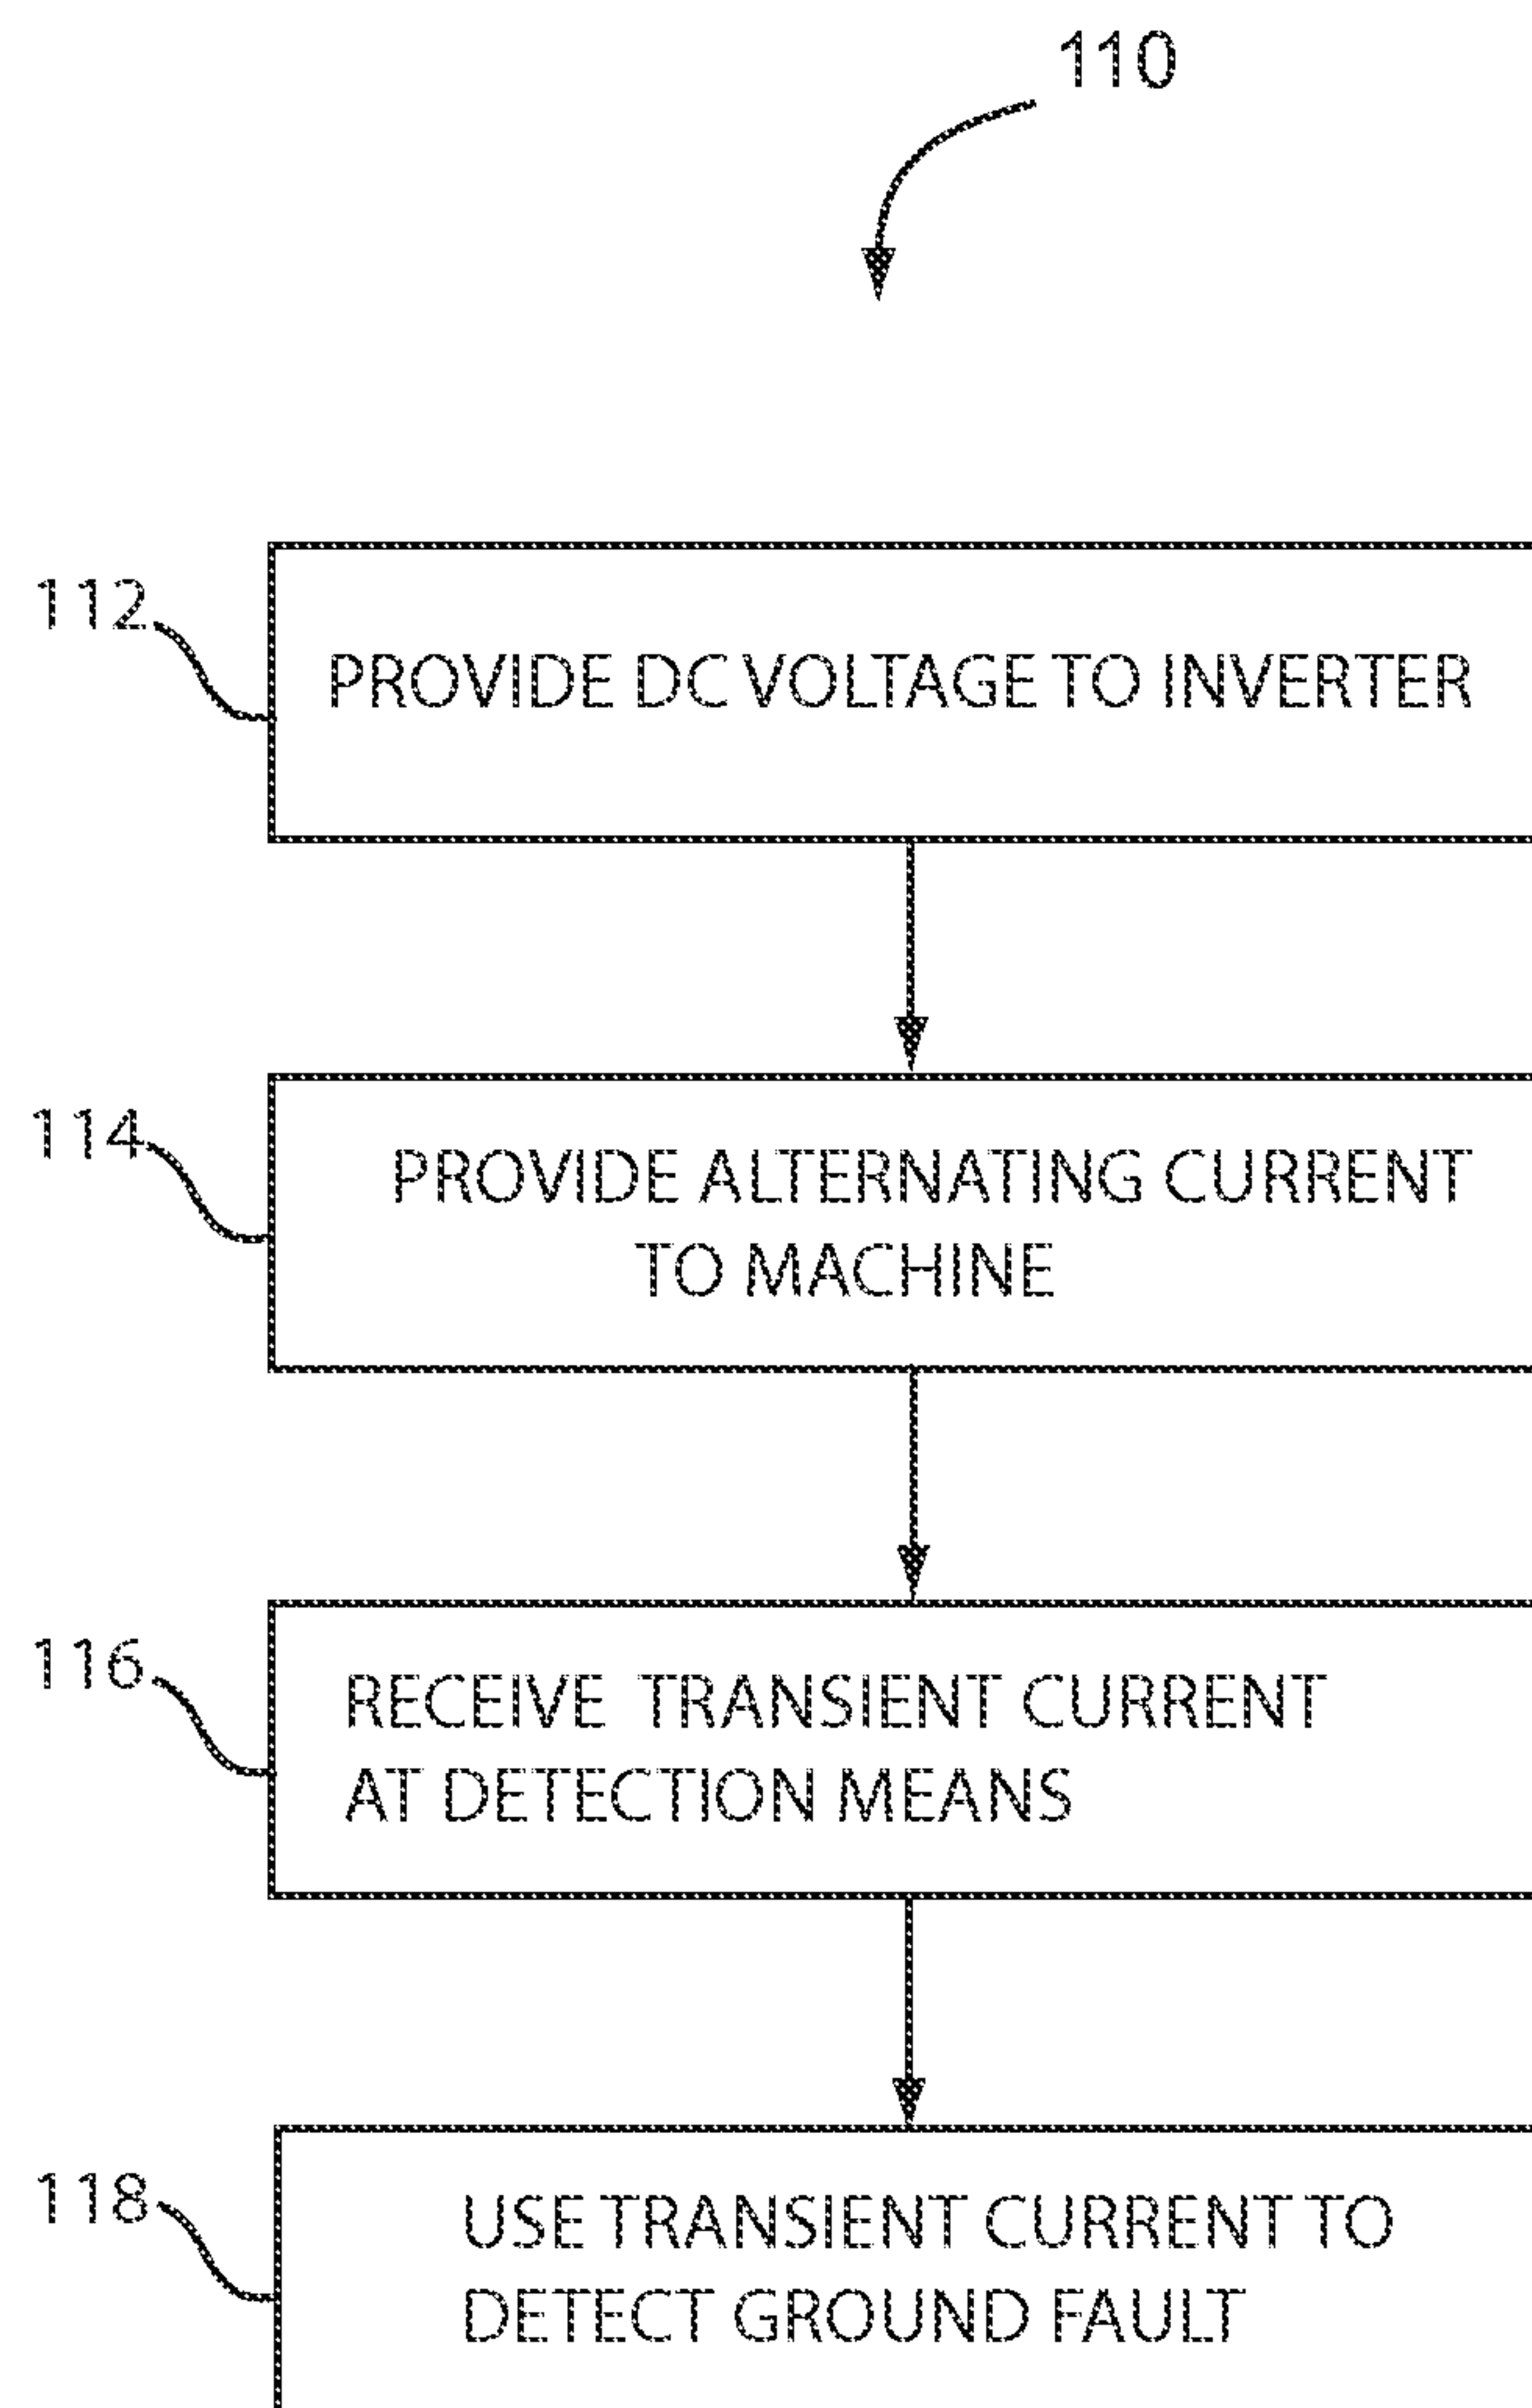 110
112
PROVIDE DC VOLTAGE TO INVERTER
114
PROVIDE ALTERNATING CURRENT
TO MACHINE
116
RECEIVE TRANSIENT CURRENT
AT DETECTION MEANS
118
USE TRANSIENT CURRENT TO
DETECT GROUND FAULT